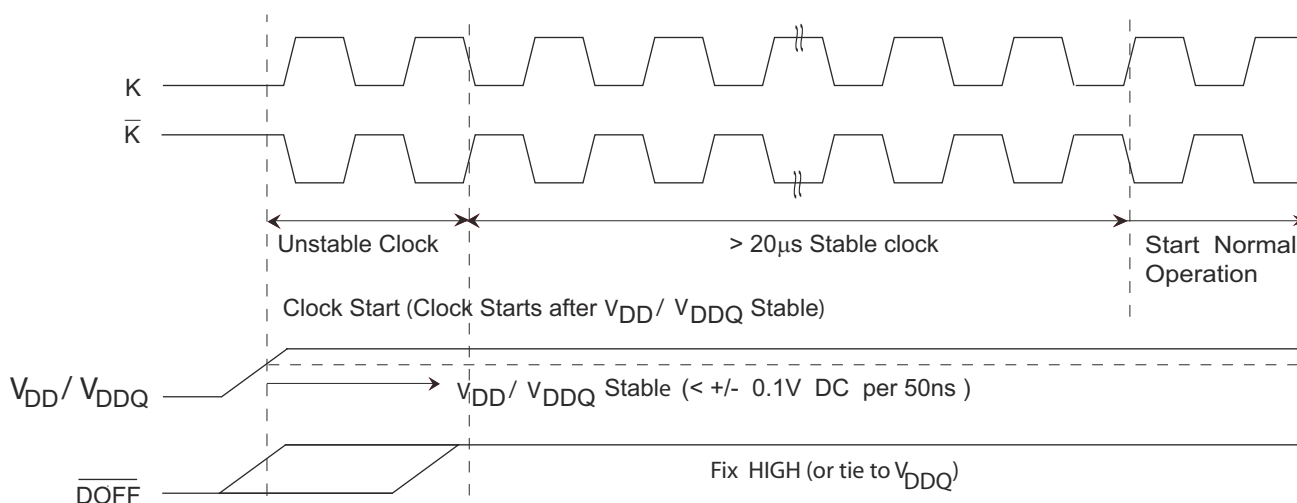 K
K̅
Unstable Clock
> 20μs Stable clock
Start Normal
Operation
Clock Start (Clock Starts after VDD / VDDQ Stable)
VDD / VDDQ
VDD / VDDQ Stable (< +/- 0.1V DC per 50ns )
Fix HIGH (or tie to VDDQ)
DOFF